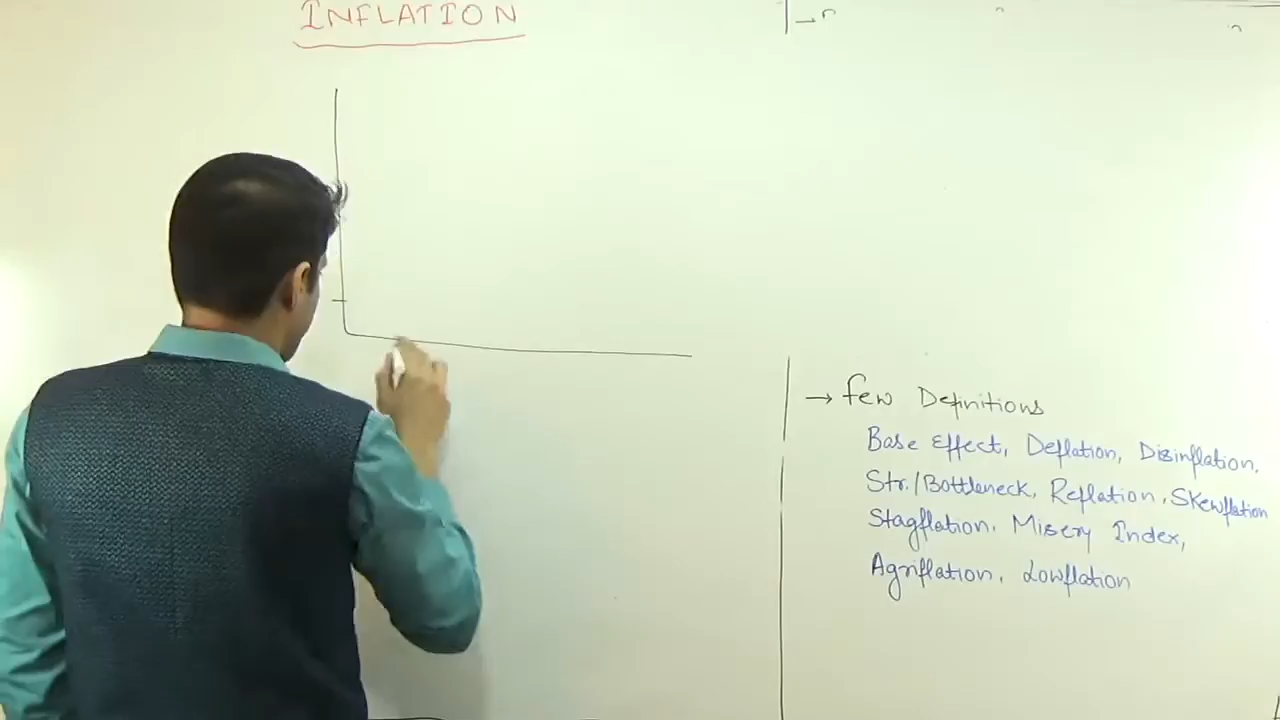 INFLATION
→ few Definitions
Base Effect, Deflation, Disinflation,
Str./Bottleneck, Reflation, Skewflation
Stagflation, Misery Index,
Agriflation, Lowflation